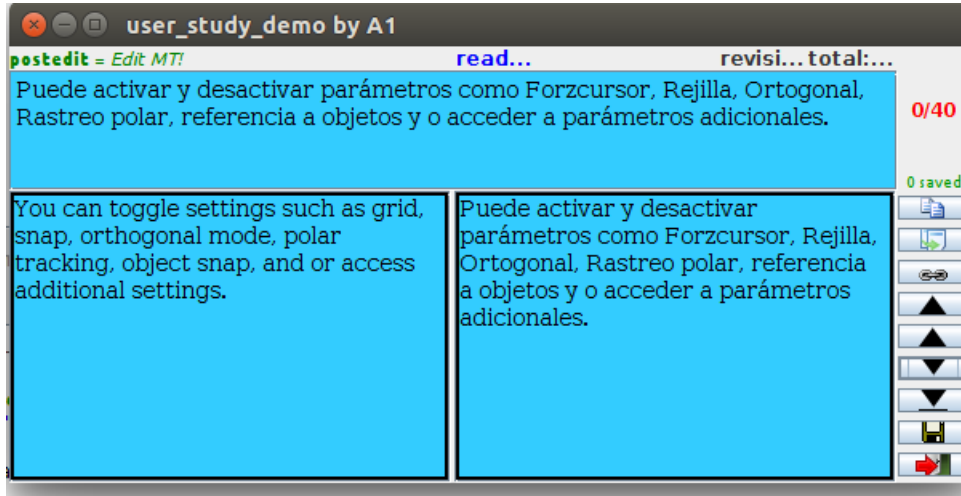 user_study_demo by A1
postedit = Edit MT! read... revisi... total:...
Puede activar y desactivar parámetros como Forzcursor, Rejilla, Ortogonal,
Rastreo polar, referencia a objetos y o acceder a parámetros adicionales.
0/40
0 saved
You can toggle settings such as grid,
snap, orthogonal mode, polar
tracking, object snap, and or access
additional settings.
Puede activar y desactivar
parámetros como Forzcursor, Rejilla,
Ortogonal, Rastreo polar, referencia
a objetos y o acceder a parámetros
adicionales.